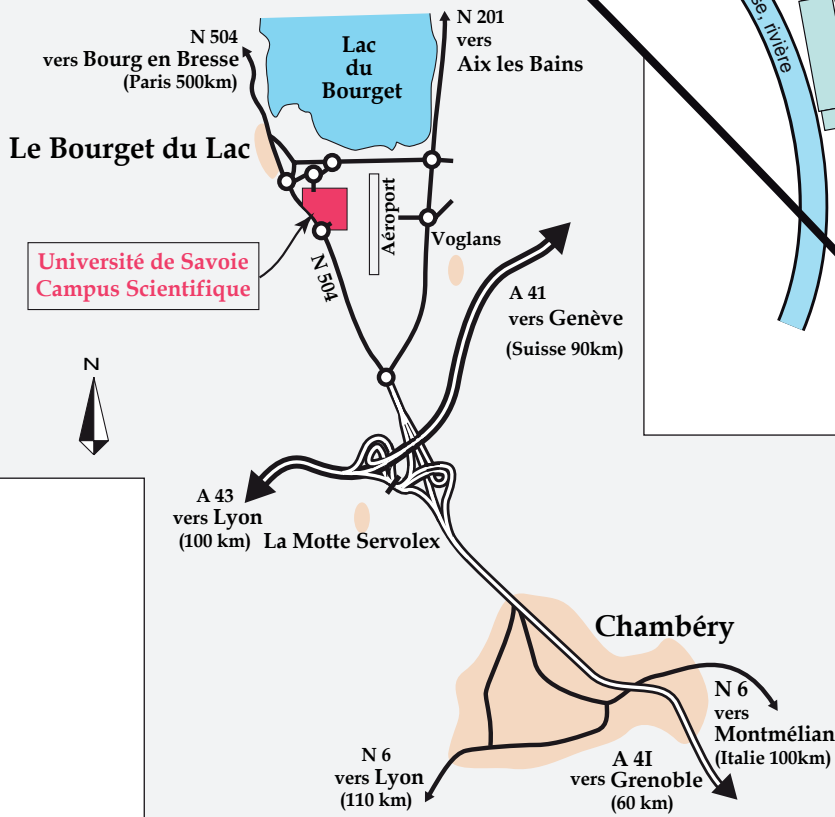 N 504
vers Bourg en Bresse
(Paris 500km)
Lac
du
Bourget
N 201
vers
Aix les Bains
rivière
Le Bourget du Lac
Aéroport
Voglans
Université de Savoie
Campus Scientifique
N 504
A 41
vers Genève
(Suisse 90km)
N
A 43
vers Lyon
(100 km)
La Motte Servolex
Chambéry
N 6
vers
Montmélian
(Italie 100km)
N 6
vers Lyon
(110 km)
A 4I
vers Grenoble
(60 km)